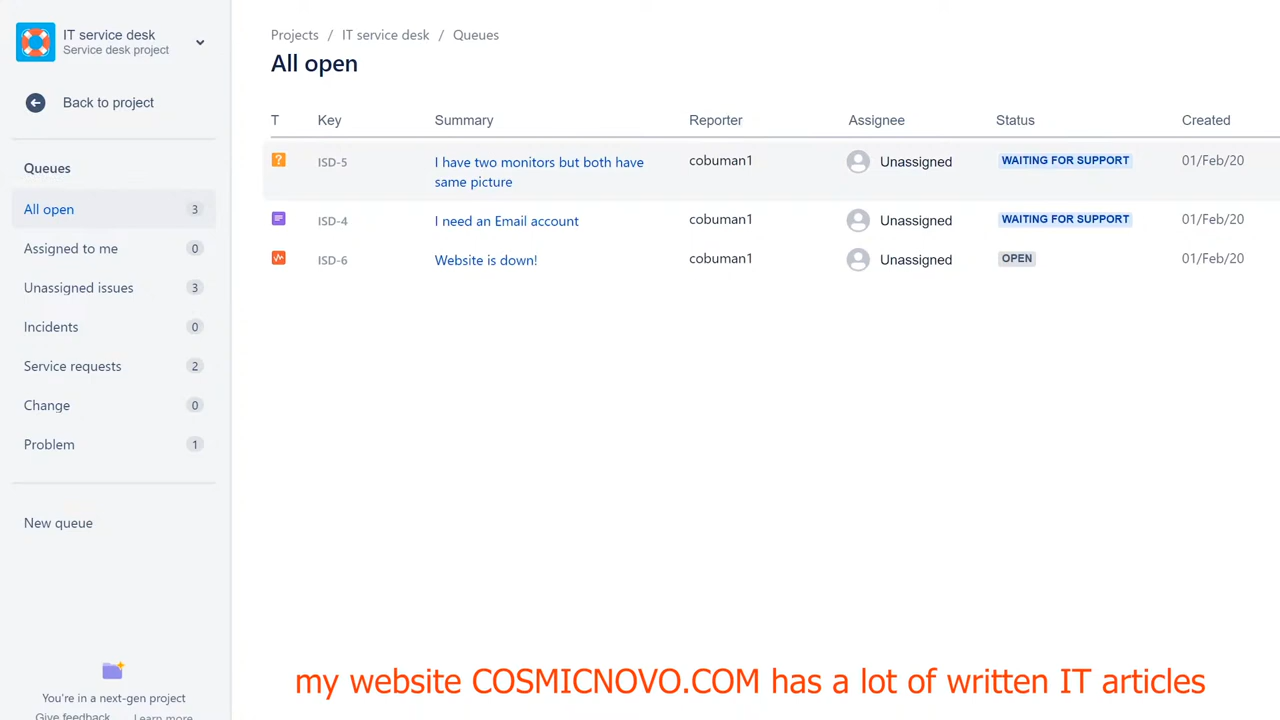 IT service desk
Service desk project
Back to project
Queues
All open 3
Assigned to me 0
Unassigned issues 3
Incidents 0
Service requests 2
Change 0
Problem 1
New queue
You're in a next-gen project
Give feedback Learn more
Projects / IT service desk / Queues
All open
T Key Summary Reporter Assignee Status Created
? ISD-5 I have two monitors but both have cobuman1 Unassigned WAITING FOR SUPPORT 01/Feb/20
same picture
ISD-4 I need an Email account cobuman1 Unassigned WAITING FOR SUPPORT 01/Feb/20
ISD-6 Website is down! cobuman1 Unassigned OPEN 01/Feb/20
my website COSMICNOVO.COM has a lot of written IT articles